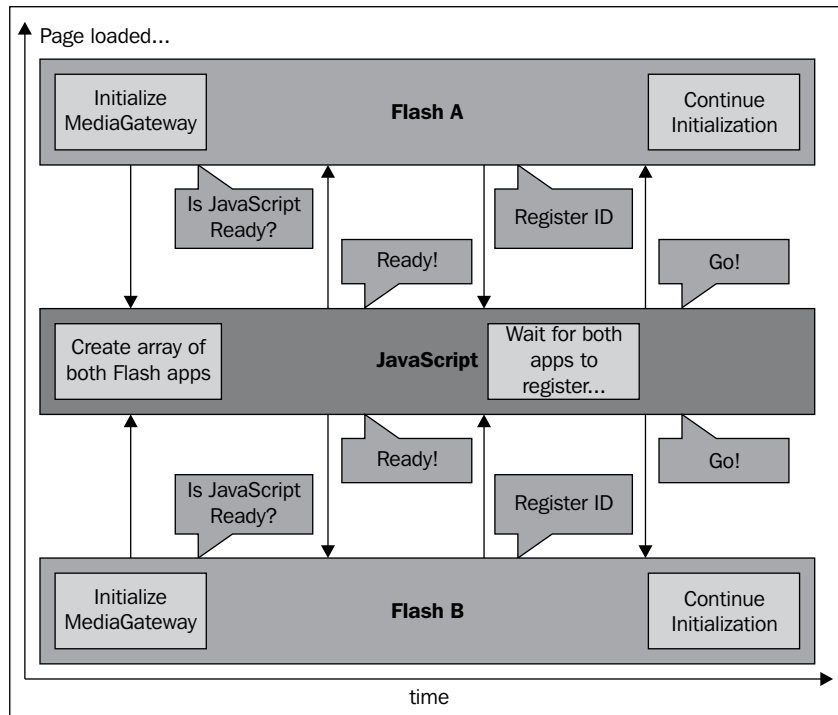 Page loaded...
Initialize
MediaGateway
Flash A
Continue
Initialization
Is JavaScript
Ready?
Ready!
Register ID
Go!
Create array of
both Flash apps
JavaScript
Wait for both
apps to
register...
Is JavaScript
Ready?
Ready!
Register ID
Go!
Initialize
MediaGateway
Flash B
Continue
Initialization
time